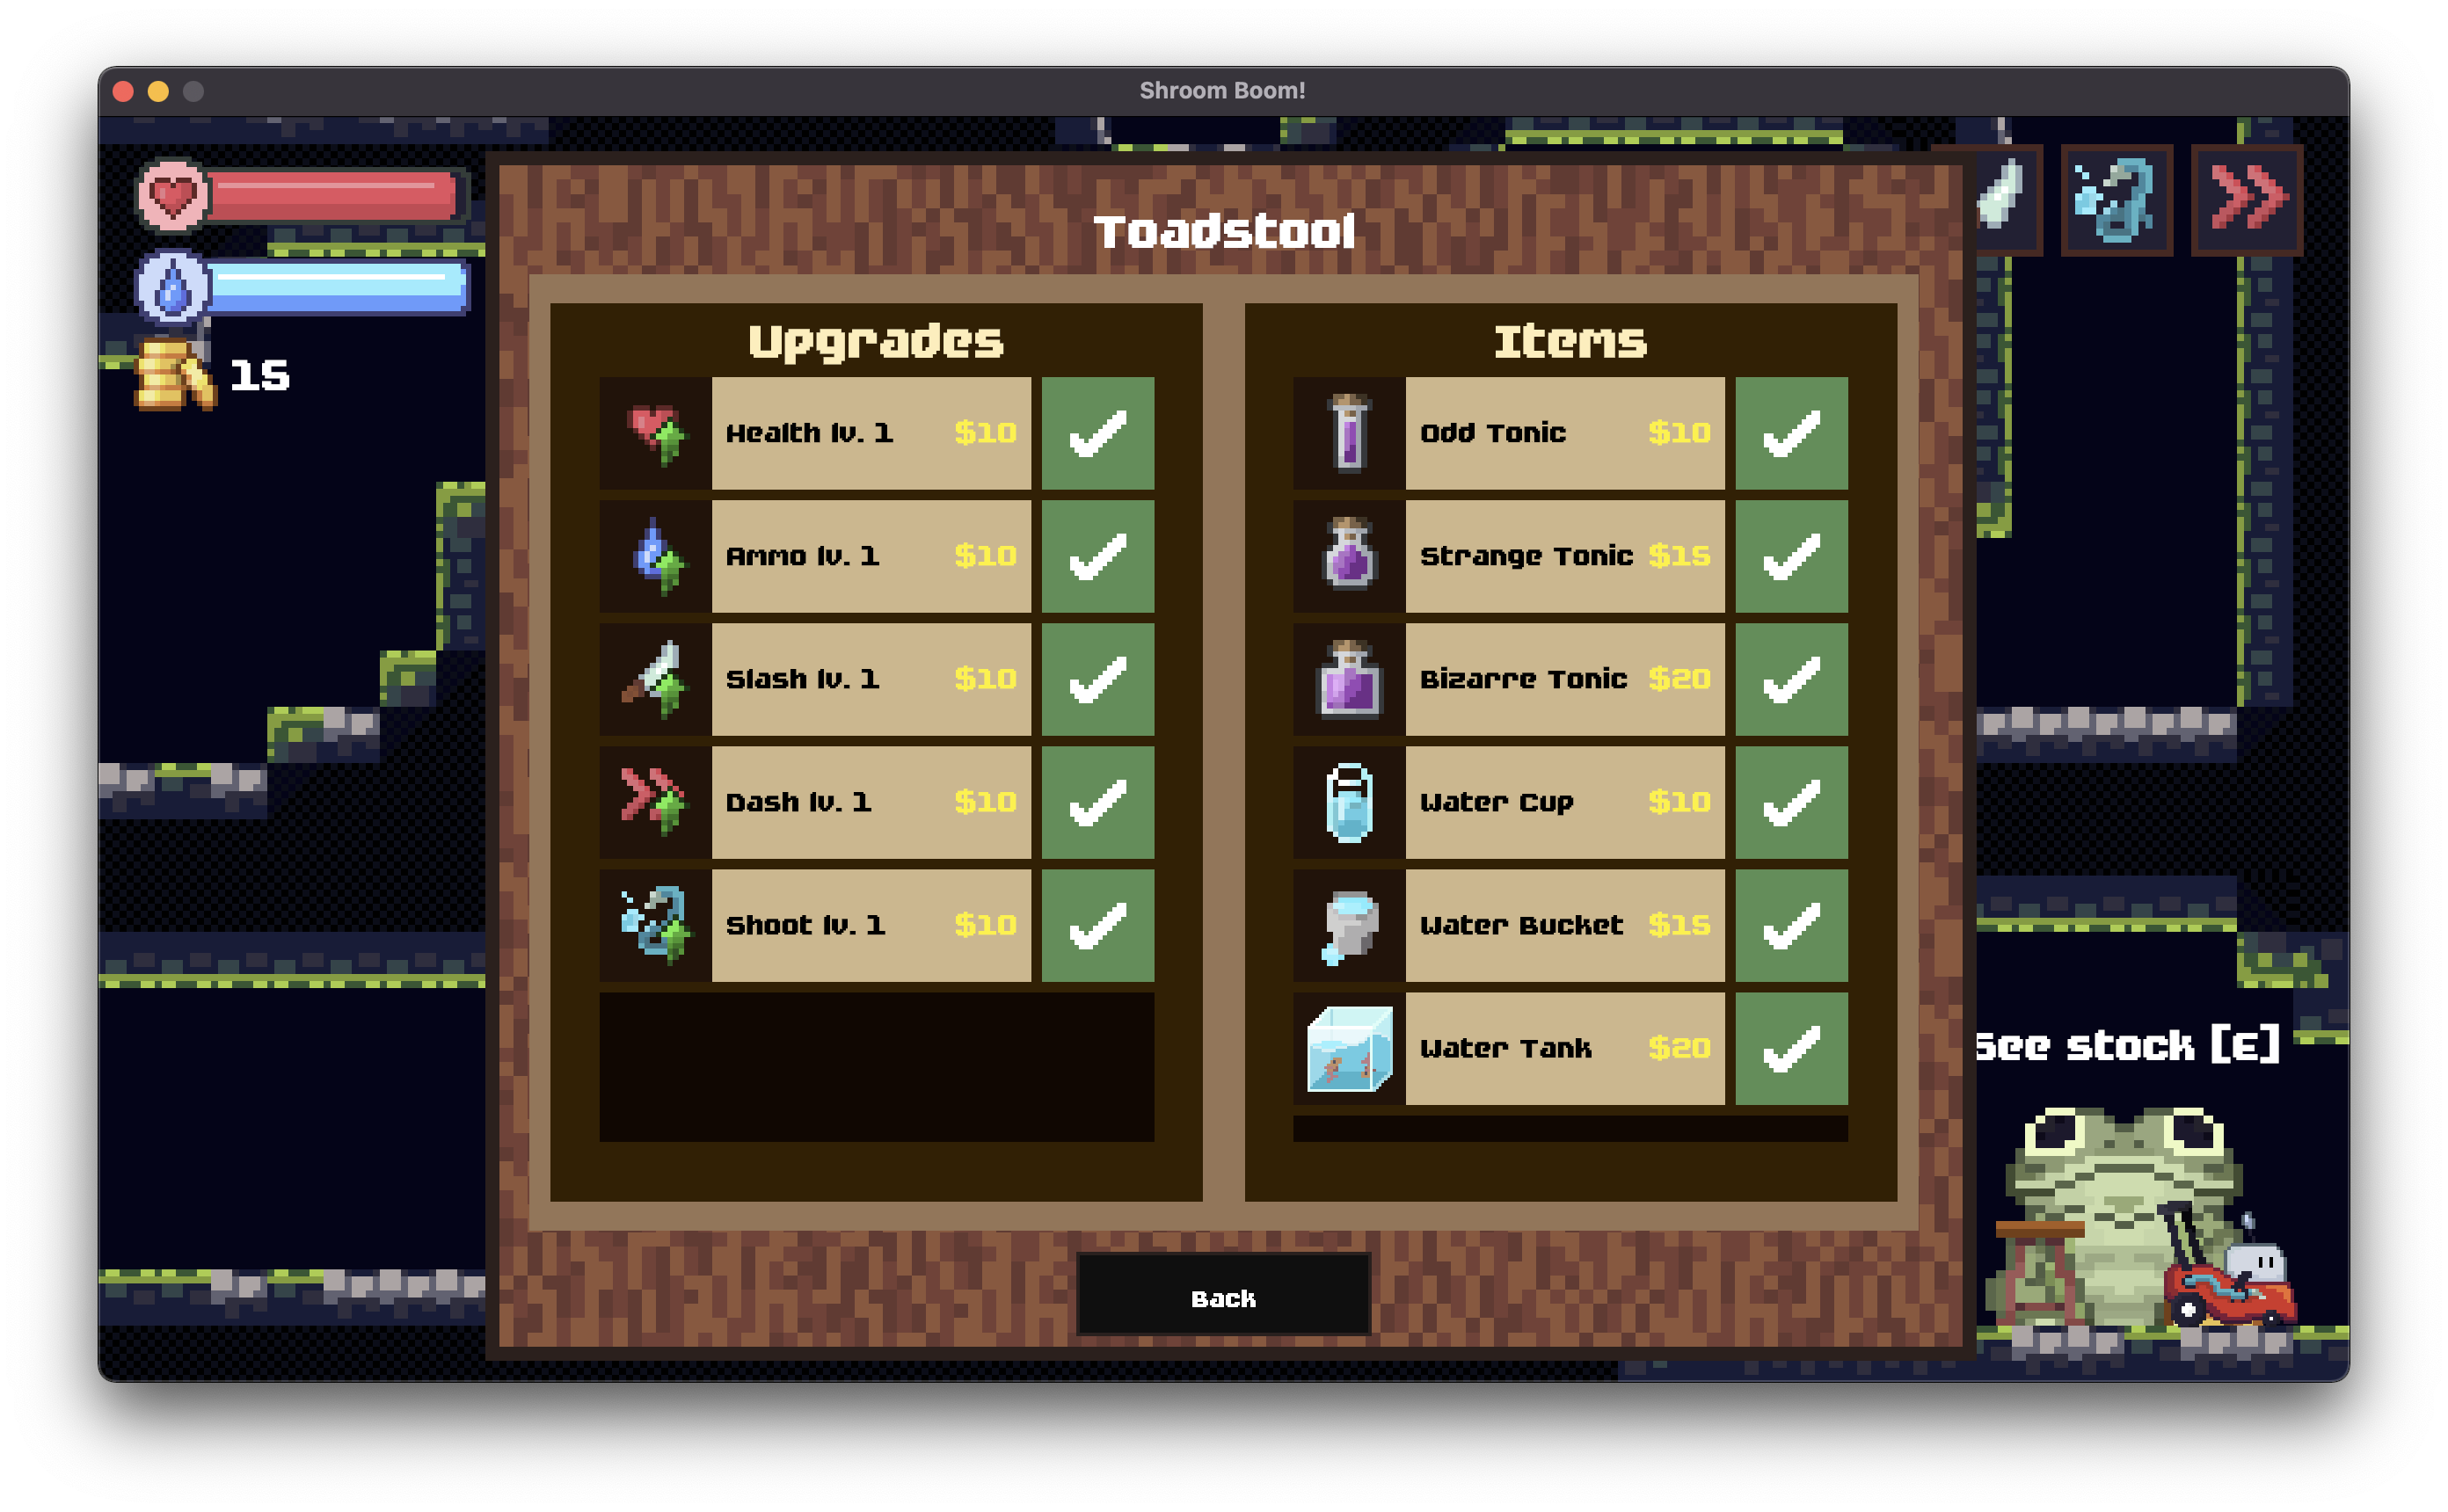 Shroom Boom!
15
Toadstool
Upgrades
Health lv. 1 $10
Ammo lv. 1 $10
Slash lv. 1 $10
Dash lv. 1 $10
Shoot lv. 1 $10
Items
Odd Tonic $10
Strange Tonic $15
Bizarre Tonic $20
Water Cup $10
Water Bucket $15
Water Tank $20
See stock [E]
Back